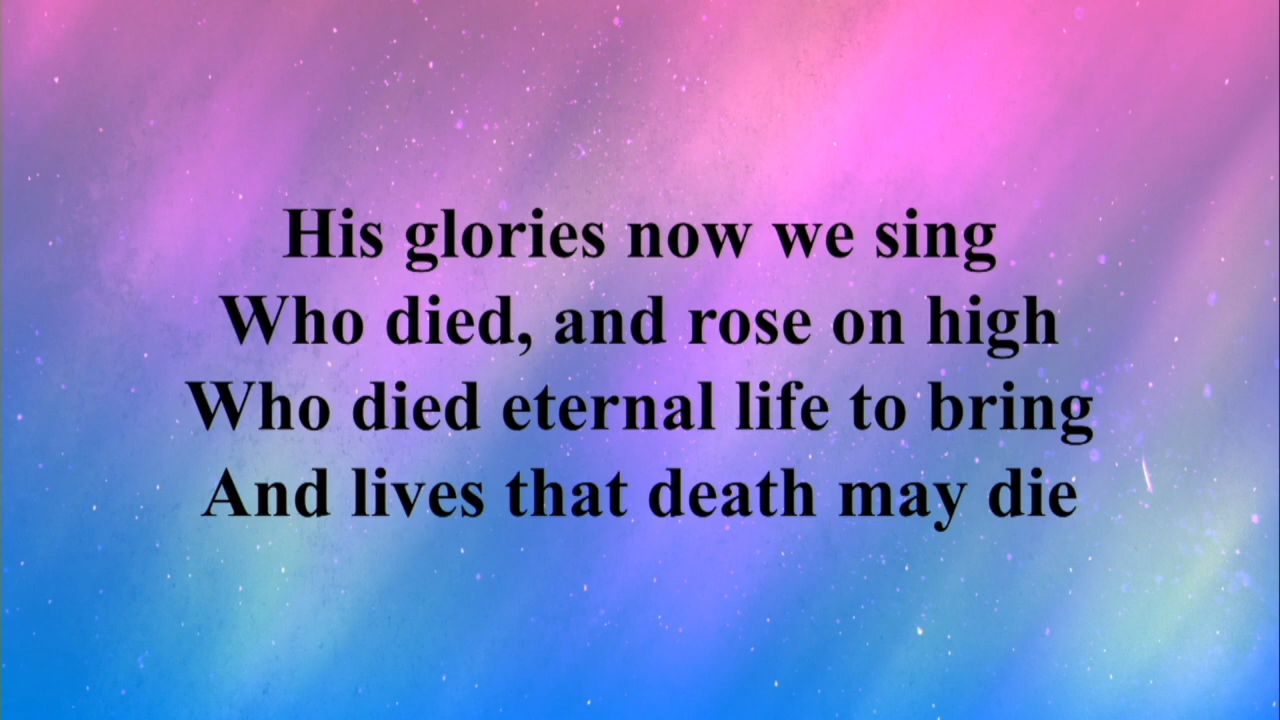 His glories now we sing
Who died, and rose on high
Who died eternal life to bring
And lives that death may die